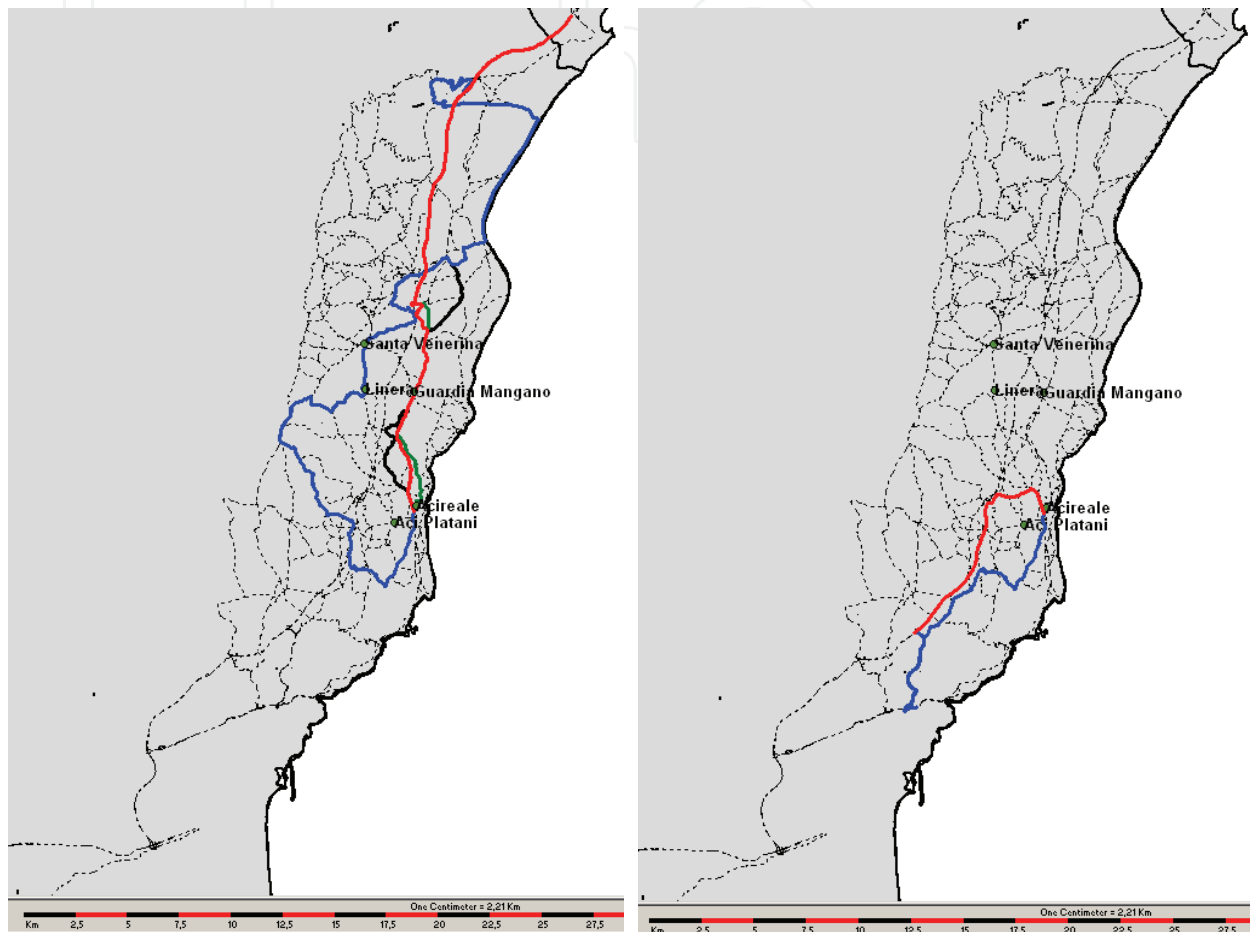 Santa Venerina
Linera
Guardia Mangano
Acireale
Aci Platani
One Centimeter = 2,21 Km
Km 2,5 5 7,5 10 12,5 15 17,5 20 22,5 25 27,5
Santa Venerina
Linera
Guardia Mangano
Acireale
Aci Platani
One Centimeter = 2,21 Km
Km 2,5 5 7,5 10 12,5 15 17,5 20 22,5 25 27,5